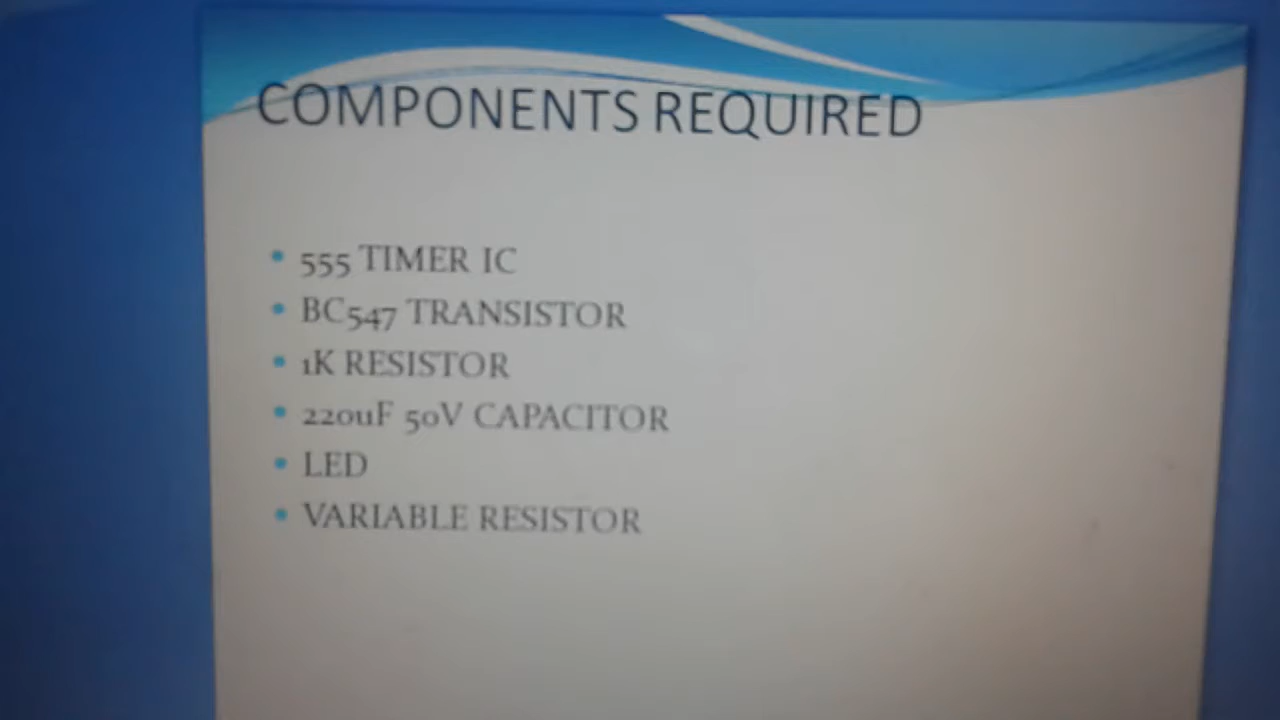 COMPONENTS REQUIRED
555 TIMER IC
BC547 TRANSISTOR
1K RESISTOR
220uF 50V CAPACITOR
LED
VARIABLE RESISTOR